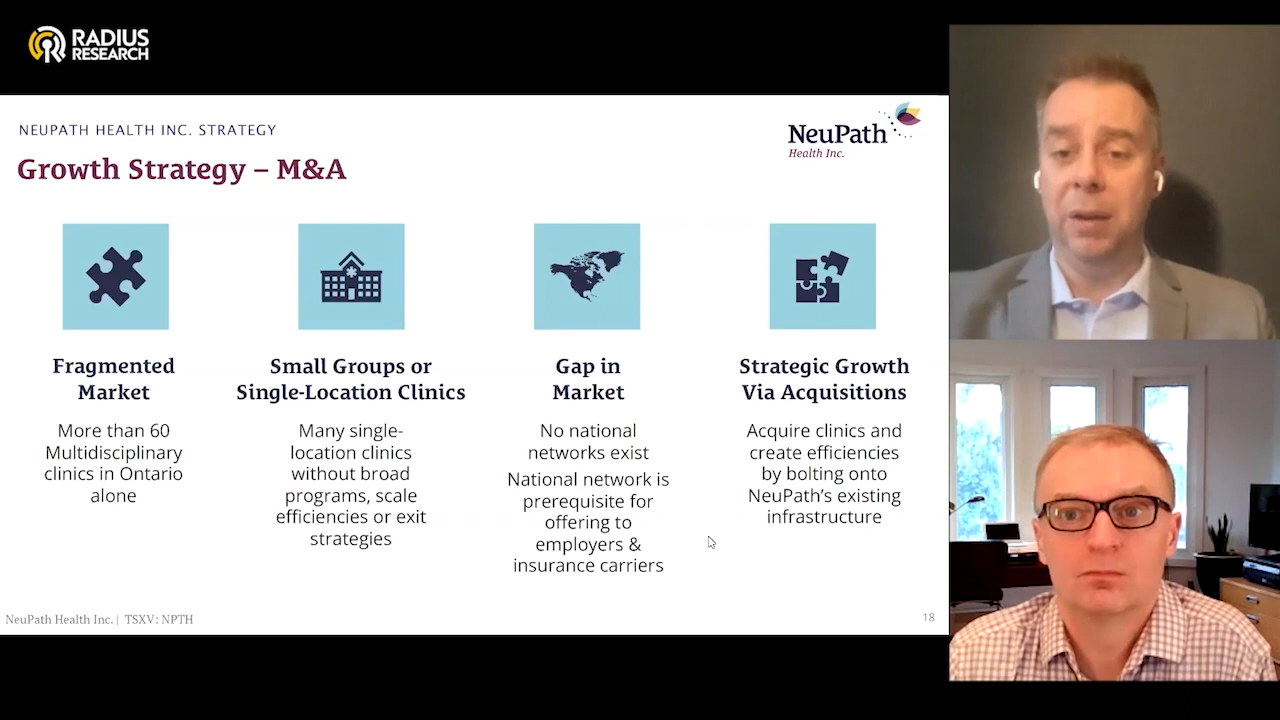 RADIUS
RESEARCH
NEUPATH HEALTH INC. STRATEGY
Growth Strategy – M&A
NeuPath
Health Inc.
Fragmented
Market
More than 60
Multidisciplinary
clinics in Ontario
alone
Small Groups or
Single-Location Clinics
Many single-
location clinics
without broad
programs, scale
efficiencies or exit
strategies
Gap in
Market
No national
networks exist
National network is
prerequisite for
offering to
employers &
insurance carriers
Strategic Growth
Via Acquisitions
Acquire clinics and
create efficiencies
by bolting onto
NeuPath's existing
infrastructure
NeuPath Health Inc. | TSXV: NPTH
18